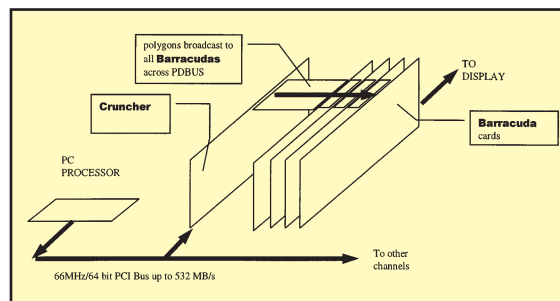 polygons broadcast to
all Barracudas
across PDBUS
TO
DISPLAY
Cruncher
Barracuda
cards
PC
PROCESSOR
To other
channels
66MHz/64 bit PCI Bus up to 532 MB/s